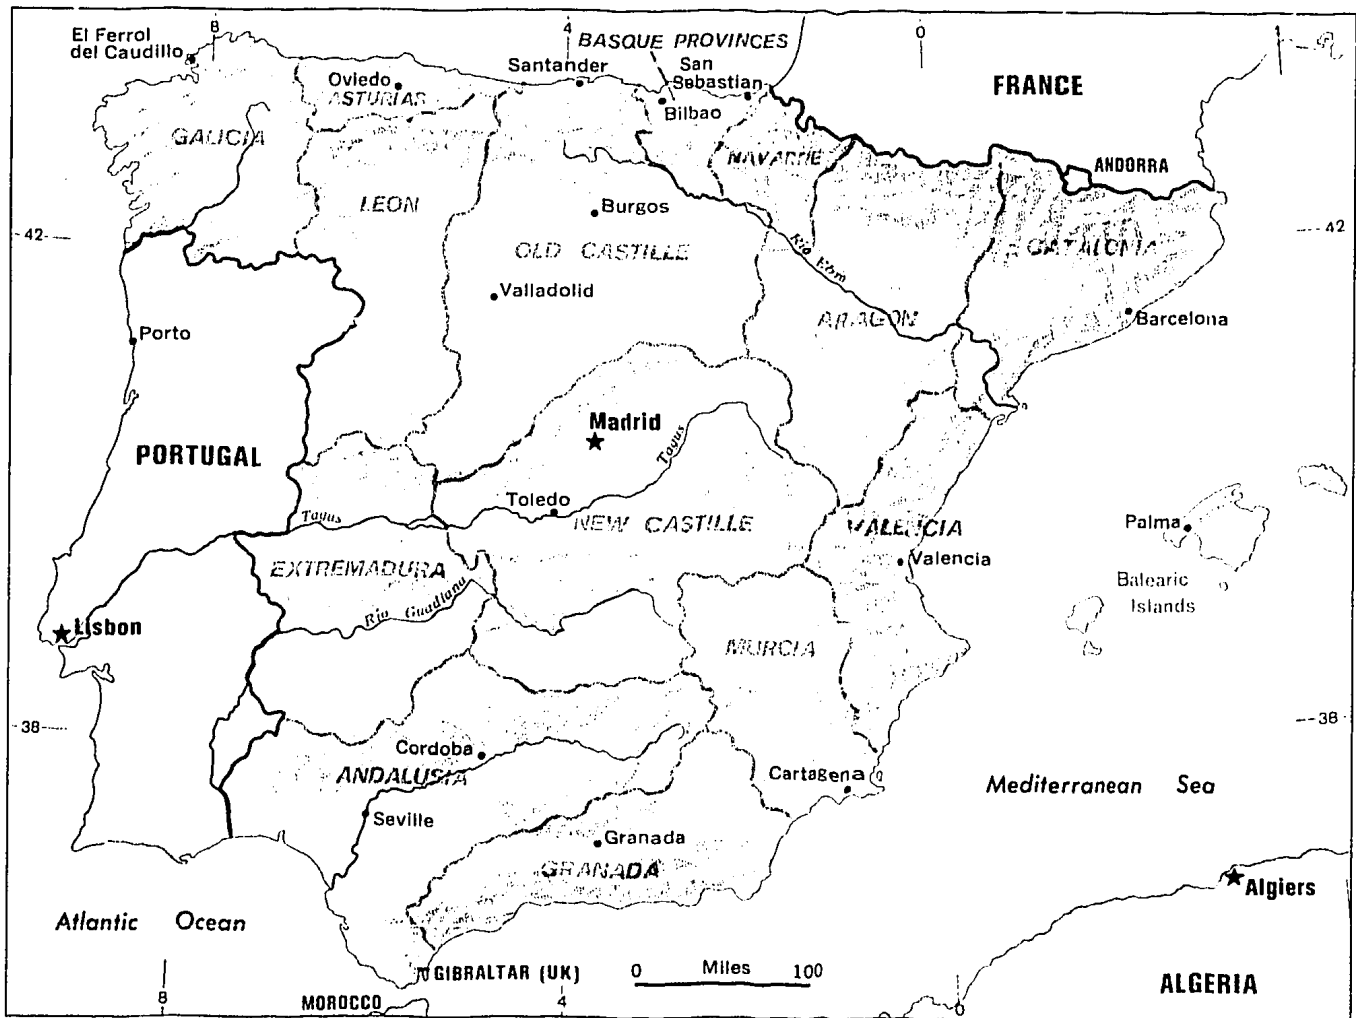 El Ferrol
del Caudillo
8
4
0
1
BASQUE PROVINCES
San
Sebastian
Santander
Oviedo
ASTURIAS
Bilbao
FRANCE
GALICIA
NAVARRE
ANDORRA
LEON
Burgos
42
42
OLD CASTILLE
Rio Ebro
CATALONIA
Valladolid
ARAGON
Barcelona
Porto
Madrid
PORTUGAL
Tagus
Toledo
Tagus
NEW CASTILLE
VALENCIA
Palma
Valencia
EXTREMADURA
Balearic
Islands
Rio Guadiana
Lisbon
MURCIA
38
38
Cordoba
ANDALUSIA
Cartagena
Mediterranean Sea
Seville
Granada
GRANADA
Algiers
Atlantic Ocean
GIBRALTAR (UK)
0 Miles 100
ALGERIA
8
MOROCCO
4
0